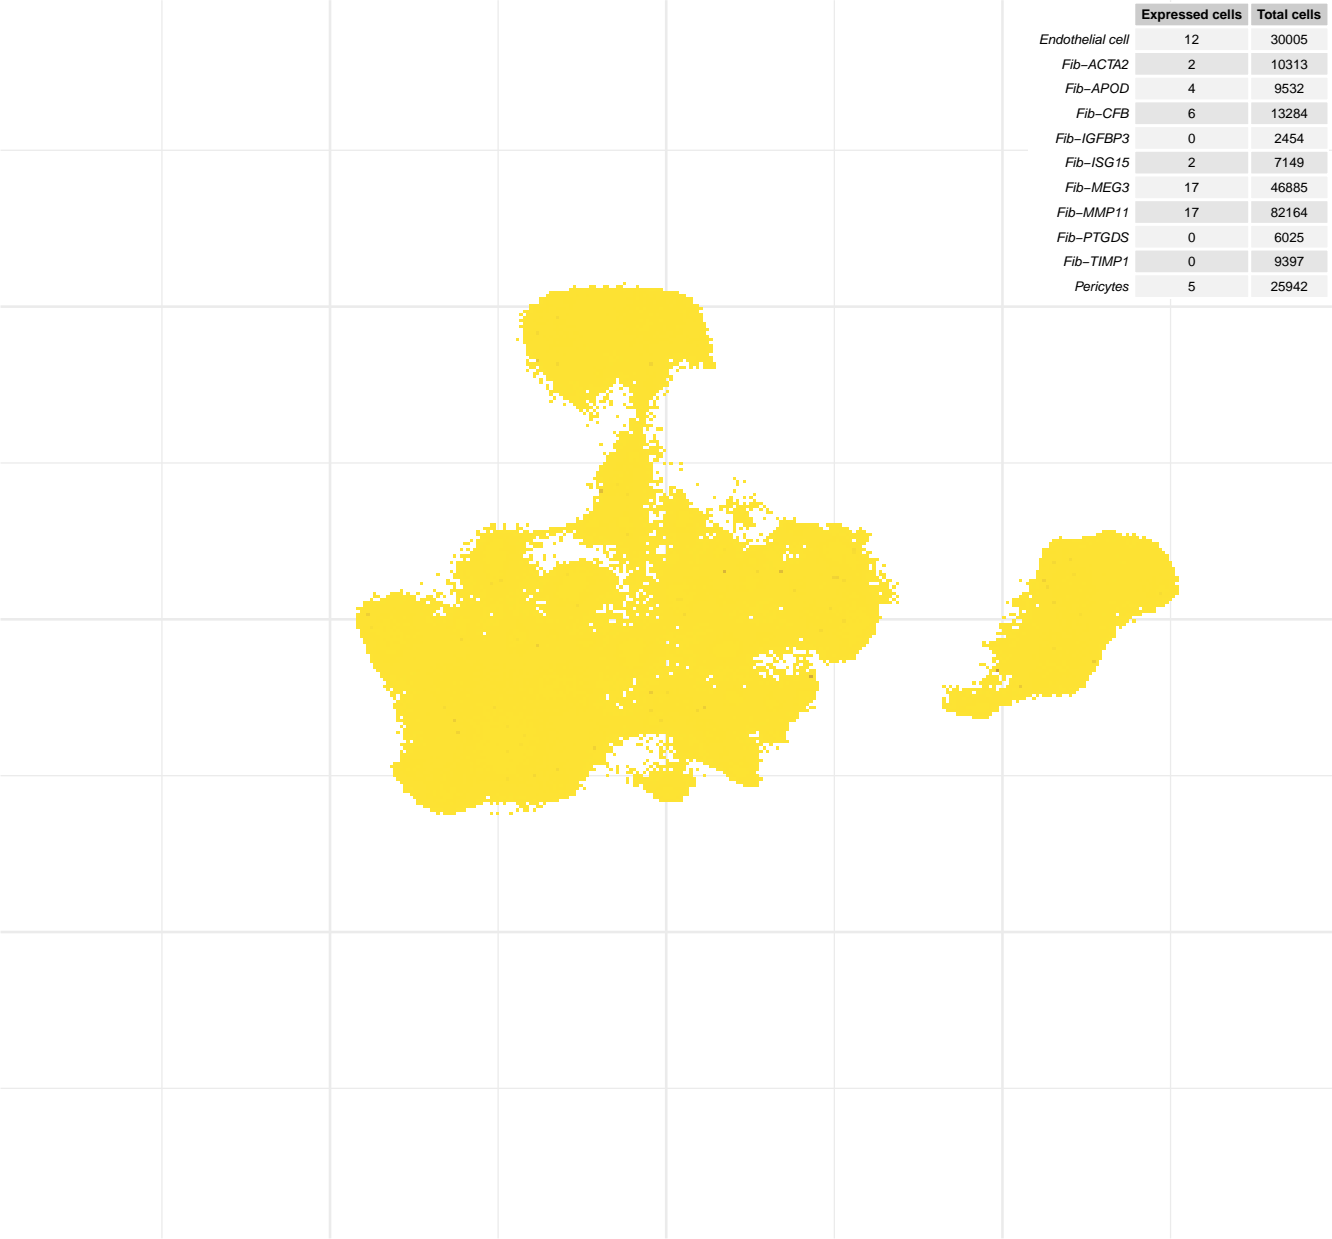 Expressed cells Total cells
Endothelial cell 12 30005
Fib−ACTA2 2 10313
Fib−APOD 4 9532
Fib−CFB 6 13284
Fib−IGFBP3 0 2454
Fib−ISG15 2 7149
Fib−MEG3 17 46885
Fib−MMP11 17 82164
Fib−PTGDS 0 6025
Fib−TIMP1 0 9397
Pericytes 5 25942